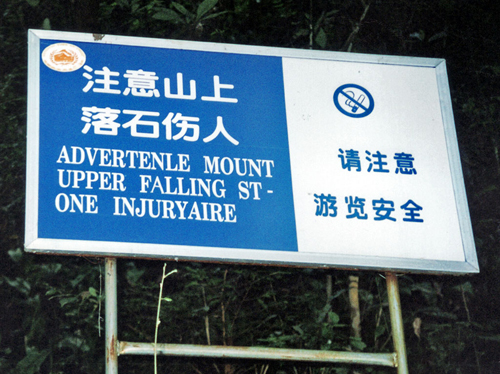 注意山上
落石伤人
ADVERTENLE MOUNT
UPPER FALLING ST-
ONE INJURYAIRE
请注意
游览安全